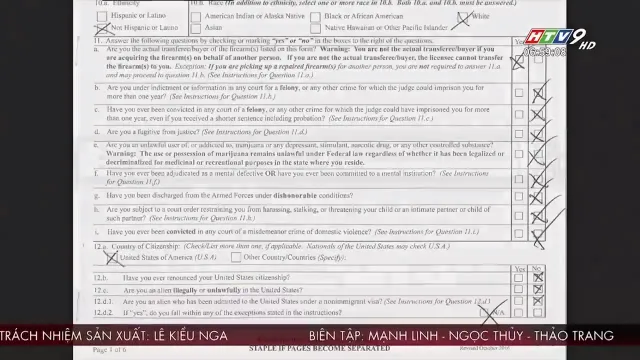 10.a. Ethnicity 10.b. Race (In addition to ethnicity, select one or more race in 10.b. Both 10.a. and 10.b. must be answered.)
Hispanic or Latino American Indian or Alaska Native Black or African American White
Not Hispanic or Latino Asian Native Hawaiian or Other Pacific Islander
HTV9 HD
06:59:08
11. Answer the following questions by checking or marking "yes" or "no" in the boxes to the right of the questions. Yes
a. Are you the actual transferee/buyer of the firearm(s) listed on this form? Warning: You are not the actual transferee/buyer if you
are acquiring the firearm(s) on behalf of another person. If you are not the actual transferee/buyer, the licensee cannot transfer
the firearm(s) to you. Exception: If you are picking up a repaired firearm(s) for another person, you are not required to answer 11.a.
and may proceed to question 11.b. (See Instructions for Question 11.a.)
b. Are you under indictment or information in any court for a felony, or any other crime for which the judge could imprison you for
more than one year? (See Instructions for Question 11.b.)
c. Have you ever been convicted in any court of a felony, or any other crime for which the judge could have imprisoned you for more
than one year, even if you received a shorter sentence including probation? (See Instructions for Question 11.c.)
d. Are you a fugitive from justice? (See Instructions for Question 11.d.)
e. Are you an unlawful user of, or addicted to, marijuana or any depressant, stimulant, narcotic drug, or any other controlled substance?
Warning: The use or possession of marijuana remains unlawful under Federal law regardless of whether it has been legalized or
decriminalized for medicinal or recreational purposes in the state where you reside.
f. Have you ever been adjudicated as a mental defective OR have you ever been committed to a mental institution? (See Instructions
for Question 11.f.)
g. Have you been discharged from the Armed Forces under dishonorable conditions?
h. Are you subject to a court order restraining you from harassing, stalking, or threatening your child or an intimate partner or child of
such partner? (See Instructions for Question 11.h.)
i. Have you ever been convicted in any court of a misdemeanor crime of domestic violence? (See Instructions for Question 11.i.)
12.a. Country of Citizenship: (Check/List more than one, if applicable. Nationals of the United States may check U.S.A.)
United States of America (U.S.A) Other Country/Countries (Specify):
Yes No
12.b. Have you ever renounced your United States citizenship?
12.c. Are you an alien illegally or unlawfully in the United States?
12.d.1. Are you an alien who has been admitted to the United States under a nonimmigrant visa? (See Instructions for Question 12.d.)
12.d.2. If "yes", do you fall within any of the exceptions stated in the instructions? N/A
TRÁCH NHIỆM SẢN XUẤT: LÊ KIỀU NGA BIÊN TẬP: MẠNH LINH - NGỌC THỦY - THẢO TRANG
Page 1 of 6 STAPLE IF PAGES BECOME SEPARATED Revised October 2016